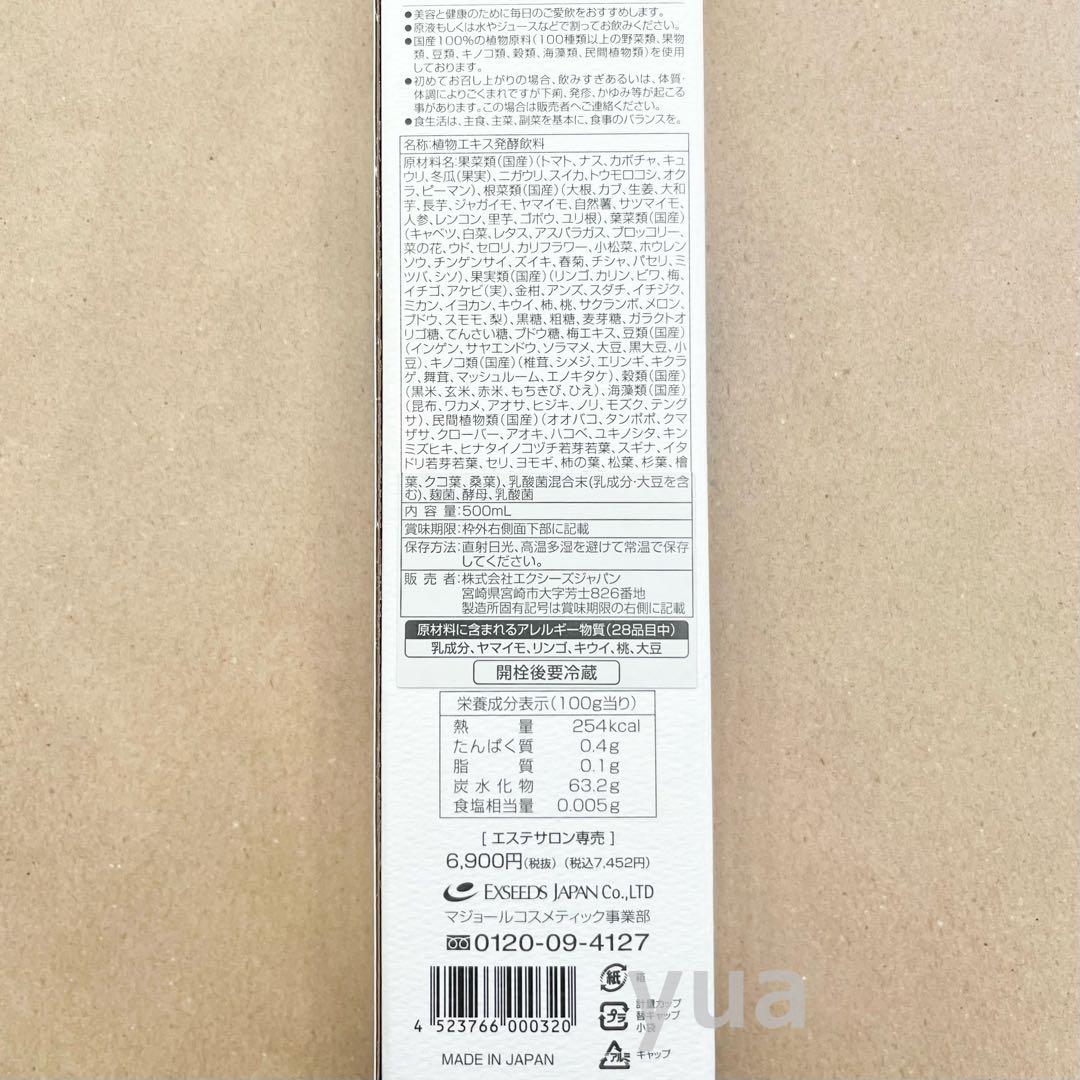 ●美容と健康のために毎日のご愛飲をおすすめします。
●原液もしくは水やジュースなどで割ってお飲みください。
●国産100%の植物原料(100種類以上の野菜類、果物
類、豆類、キノコ類、穀類、海藻類、民間植物類)を使用
しております。
●初めてお召し上がりの場合、飲みすぎあるいは、体質・
体調によりごくまれですが下痢、発疹、かゆみ等が起こる
事があります。この場合は販売者へご連絡ください。
●食生活は、主食、主菜、副菜を基本に、食事のバランスを。
名称:植物エキス発酵飲料
原材料名:果菜類(国産)(トマト、ナス、カボチャ、キュ
ウリ、冬瓜(果実)、ニガウリ、スイカ、トウモロコシ、オク
ラ、ピーマン)、根菜類(国産)(大根、カブ、生姜、大和
芋、長芋、ジャガイモ、ヤマイモ、自然薯、サツマイモ、
人参、レンコン、里芋、ゴボウ、ユリ根)、葉菜類(国産)
(キャベツ、白菜、レタス、アスパラガス、ブロッコリー、
菜の花、ウド、セロリ、カリフラワー、小松菜、ホウレン
ソウ、チンゲンサイ、ズイキ、春菊、チシャ、パセリ、ミ
ツバ、シソ)、果実類(国産)(リンゴ、カリン、ビワ、梅、
イチゴ、アケビ(実)、金柑、アンズ、スダチ、イチジク、
ミカン、イヨカン、キウイ、柿、桃、サクランボ、メロン、
ブドウ、スモモ、梨)、黒糖、粗糖、麦芽糖、ガラクトオ
リゴ糖、てんさい糖、ブドウ糖、梅エキス、豆類(国産)
(インゲン、サヤエンドウ、ソラマメ、大豆、黒大豆、小
豆)、キノコ類(国産)(椎茸、シメジ、エリンギ、キクラ
ゲ、舞茸、マッシュルーム、エノキタケ)、穀類(国産)
(黒米、玄米、赤米、もちきび、ひえ)、海藻類(国産)
(昆布、ワカメ、アオサ、ヒジキ、ノリ、モズク、テング
サ)、民間植物類(国産)(オオバコ、タンポポ、クマ
ザサ、クローバー、アオキ、ハコベ、ユキノシタ、キン
ミズヒキ、ヒナタイノコヅチ若芽若葉、スギナ、イタ
ドリ若芽若葉、セリ、ヨモギ、柿の葉、松葉、杉葉、檜
葉、クコ葉、桑葉)、乳酸菌混合末(乳成分・大豆を含
む)、麹菌、酵母、乳酸菌
内容量:500mL
賞味期限:枠外右側面下部に記載
保存方法:直射日光、高温多湿を避けて常温で保存
してください。
販売者:株式会社エクシーズジャパン
宮崎県宮崎市大字芳士826番地
製造所固有記号は賞味期限の右側に記載
原材料に含まれるアレルギー物質(28品目中)
乳成分、ヤマイモ、リンゴ、キウイ、桃、大豆
開栓後要冷蔵
栄養成分表示(100g当り)
熱量 254kcal
たんぱく質 0.4g
脂質 0.1g
炭水化物 63.2g
食塩相当量 0.005g
[エステサロン専売]
6,900円(税抜)(税込7,452円)
EXSEEDS JAPAN Co.,LTD
マジョールコスメティック事業部
0120-09-4127
紙 箱
プラ 計量カップ
替キャップ
小袋
アルミ キャップ
4 523766 000320
MADE IN JAPAN
yua